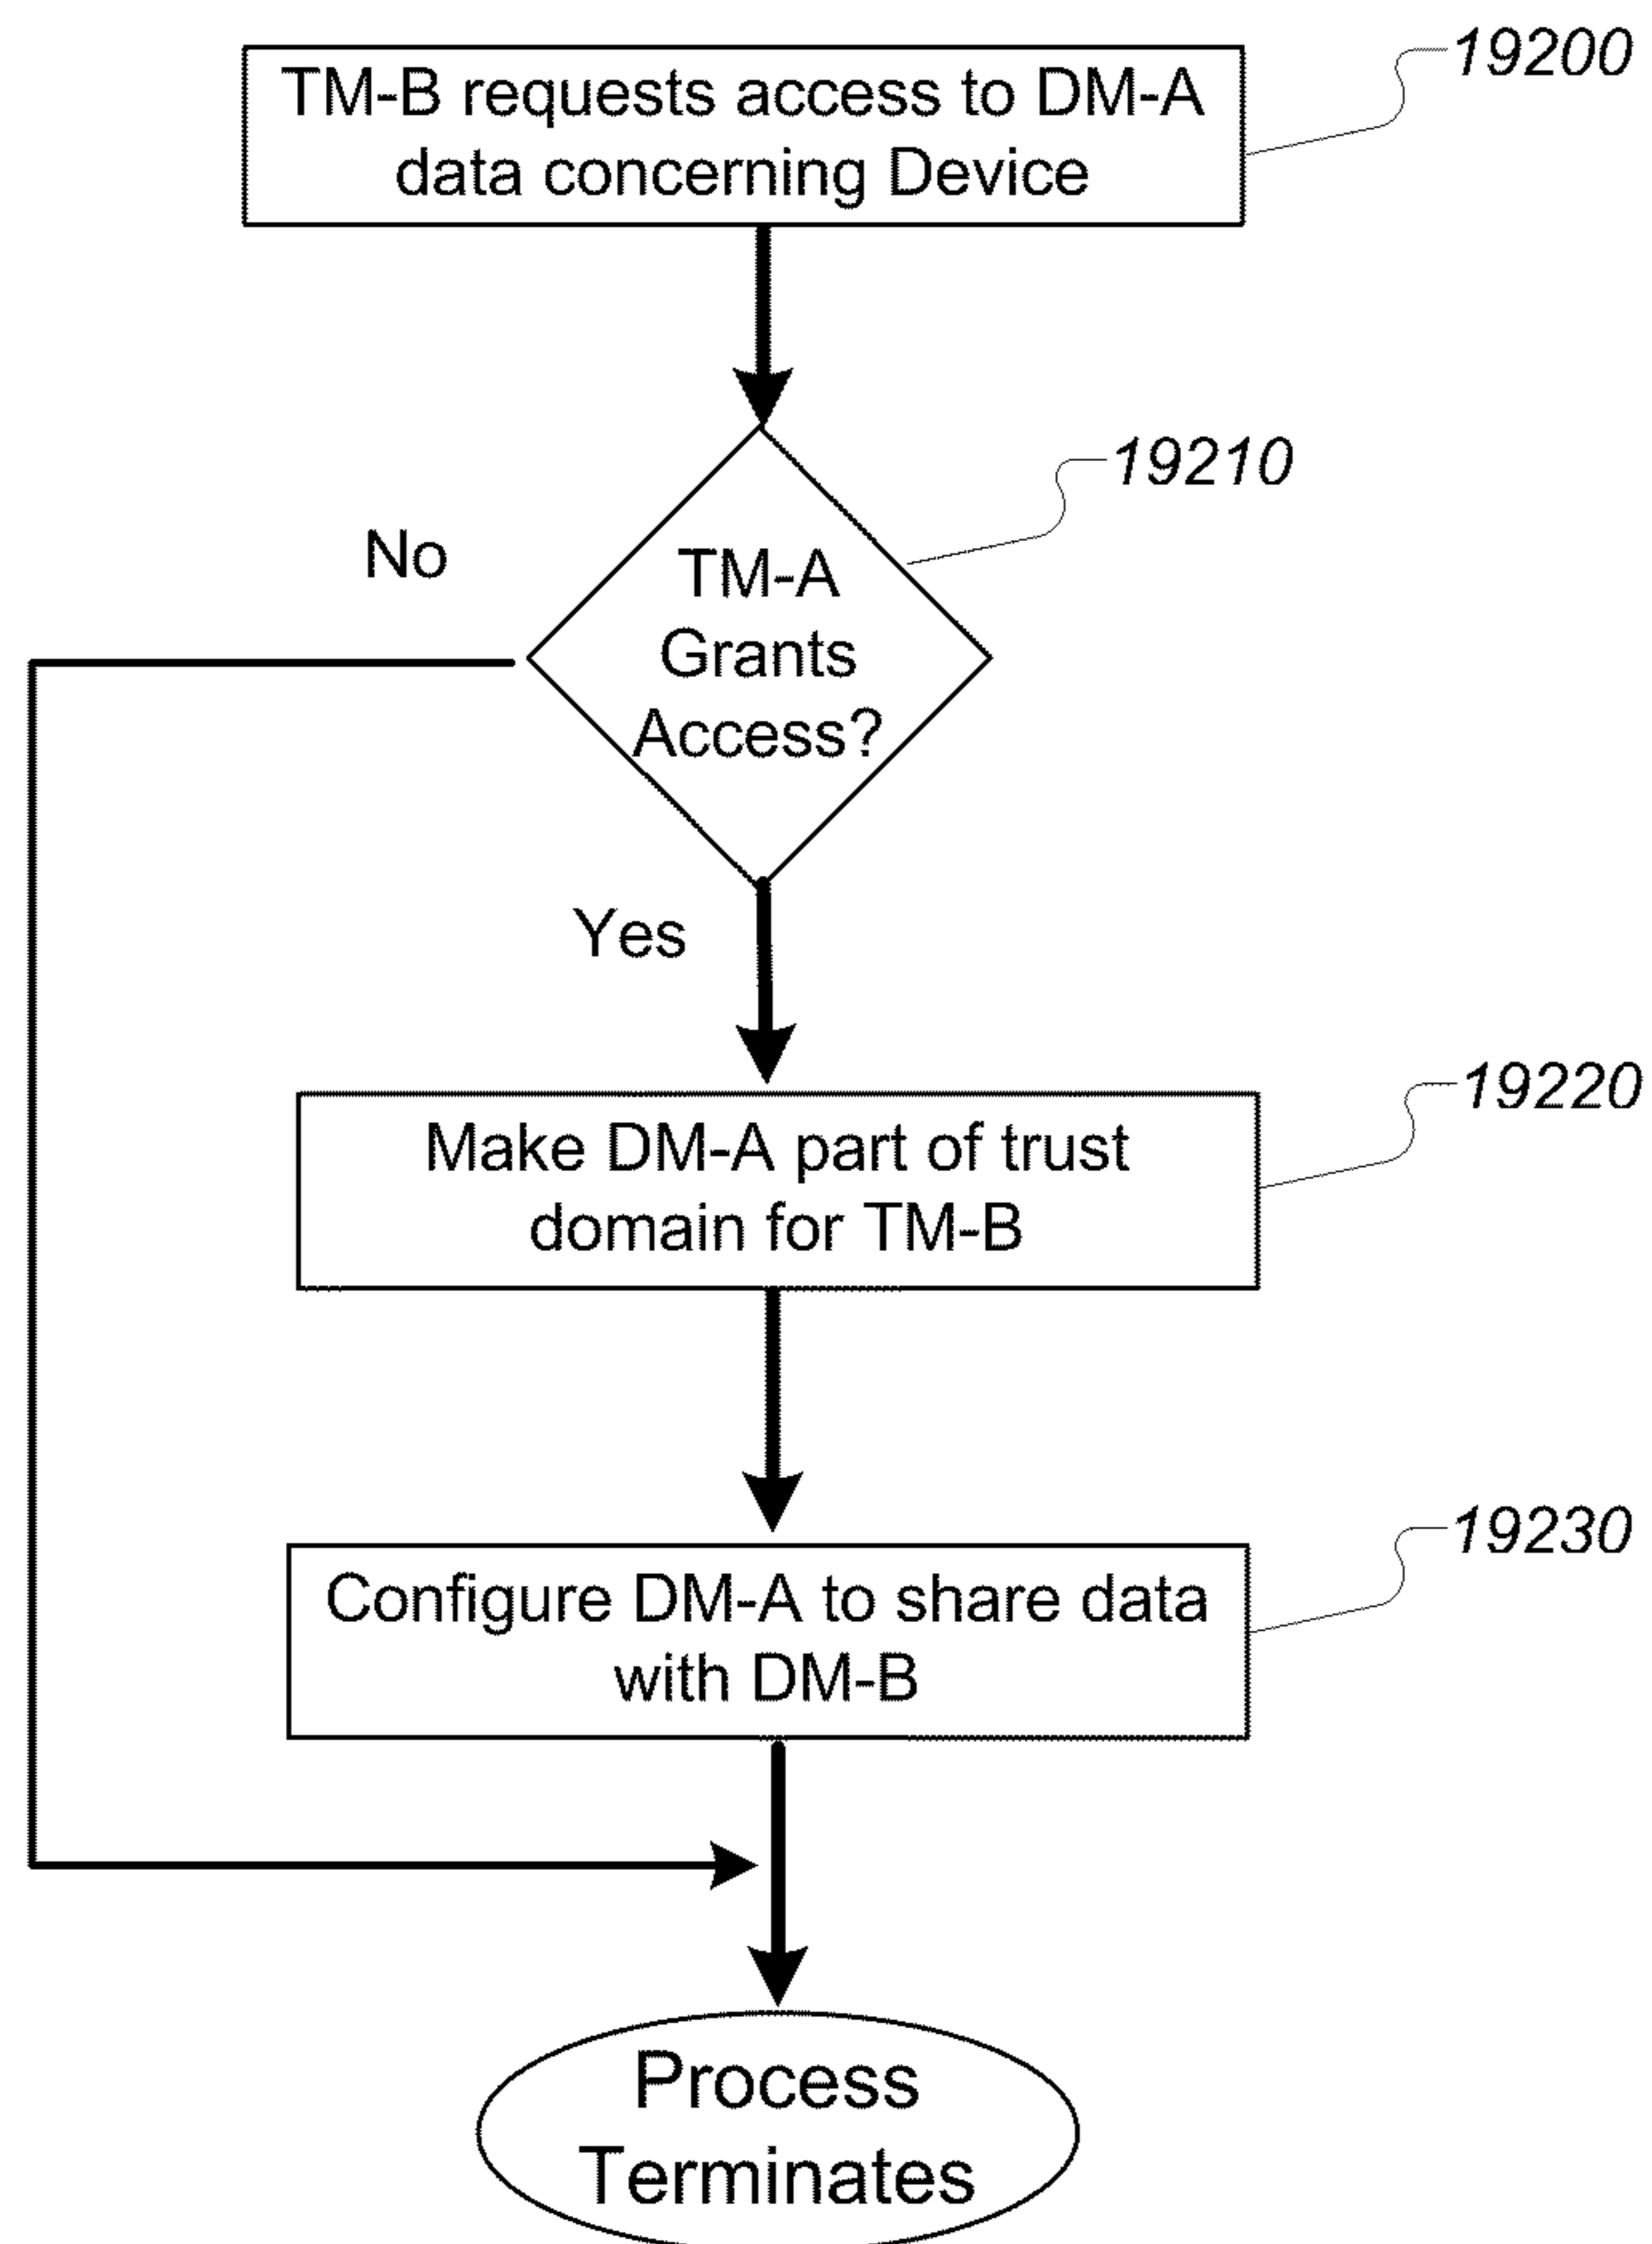 19200
TM-B requests access to DM-A
data concerning Device
19210
No
TM-A
Grants
Access?
Yes
19220
Make DM-A part of trust
domain for TM-B
19230
Configure DM-A to share data
with DM-B
Process
Terminates